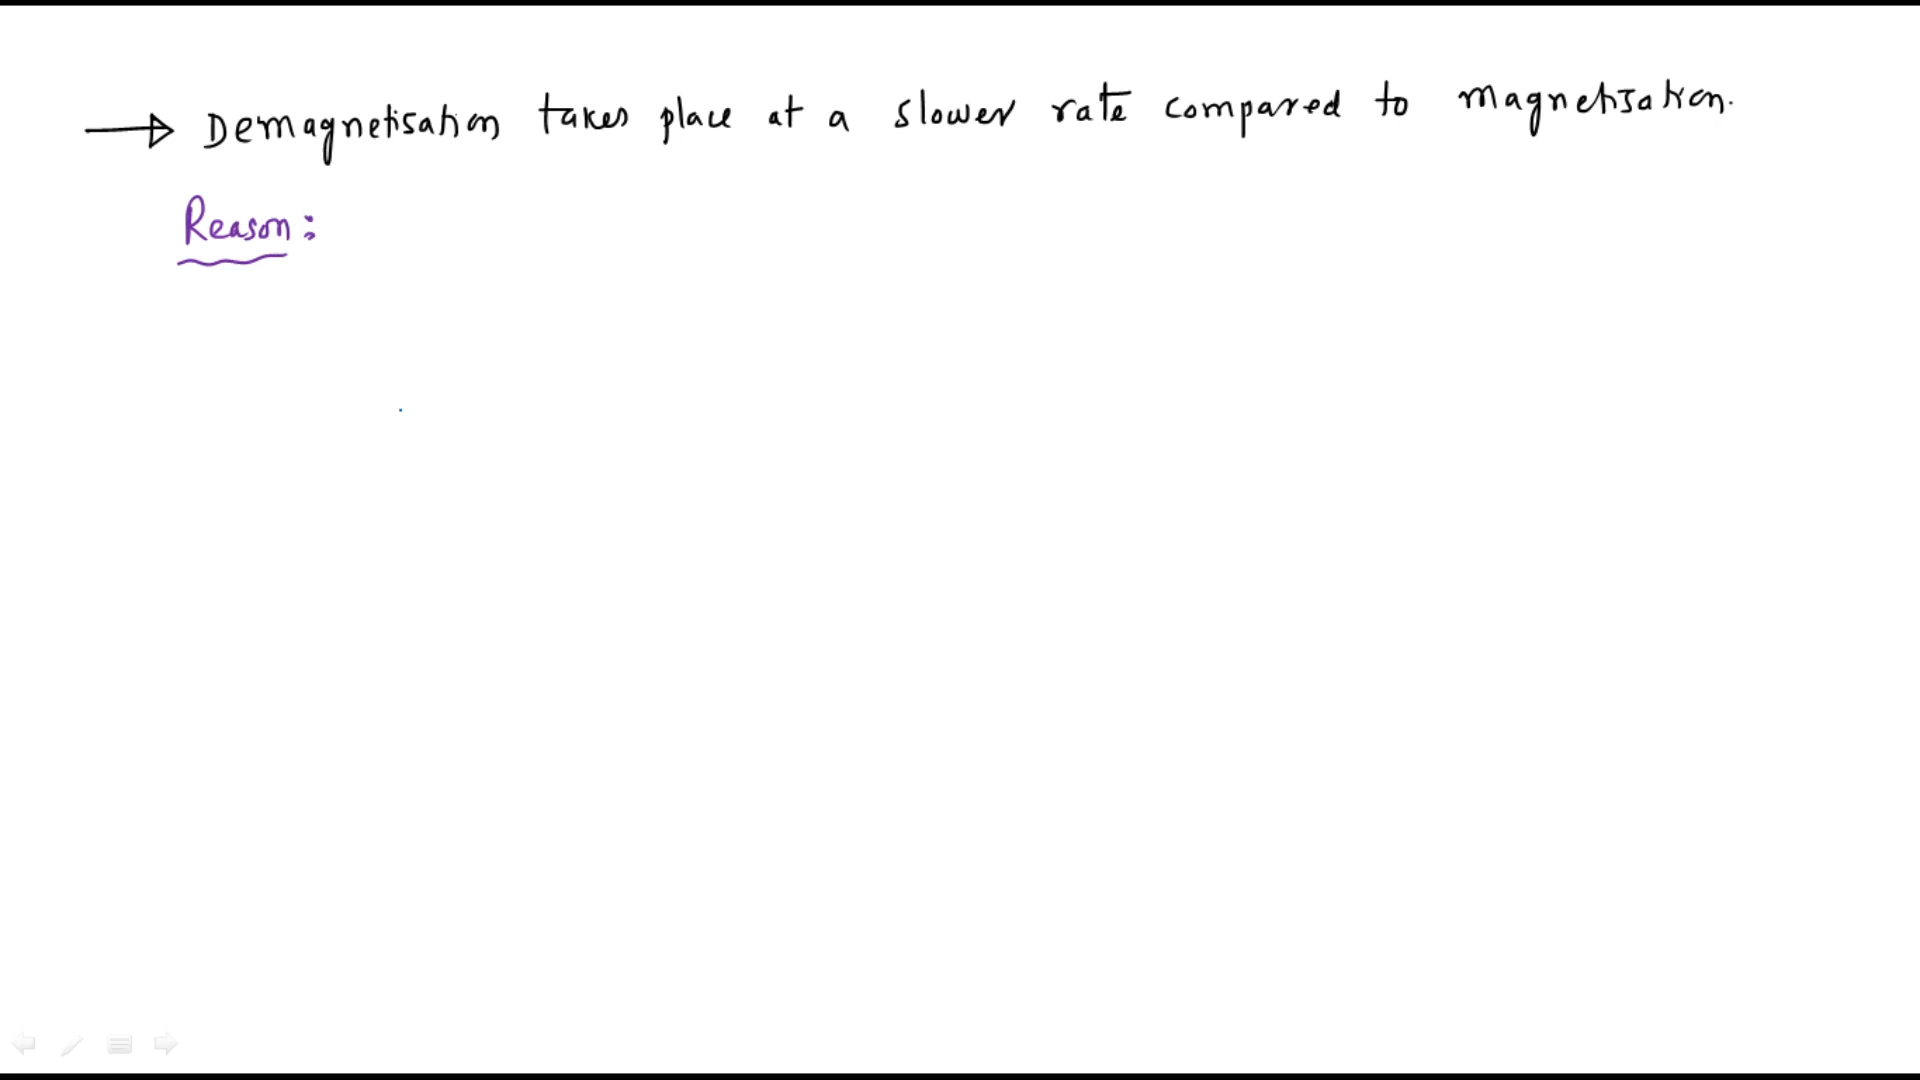 → Demagnetisation takes place at a slower rate compared to magnetisation.
Reason: